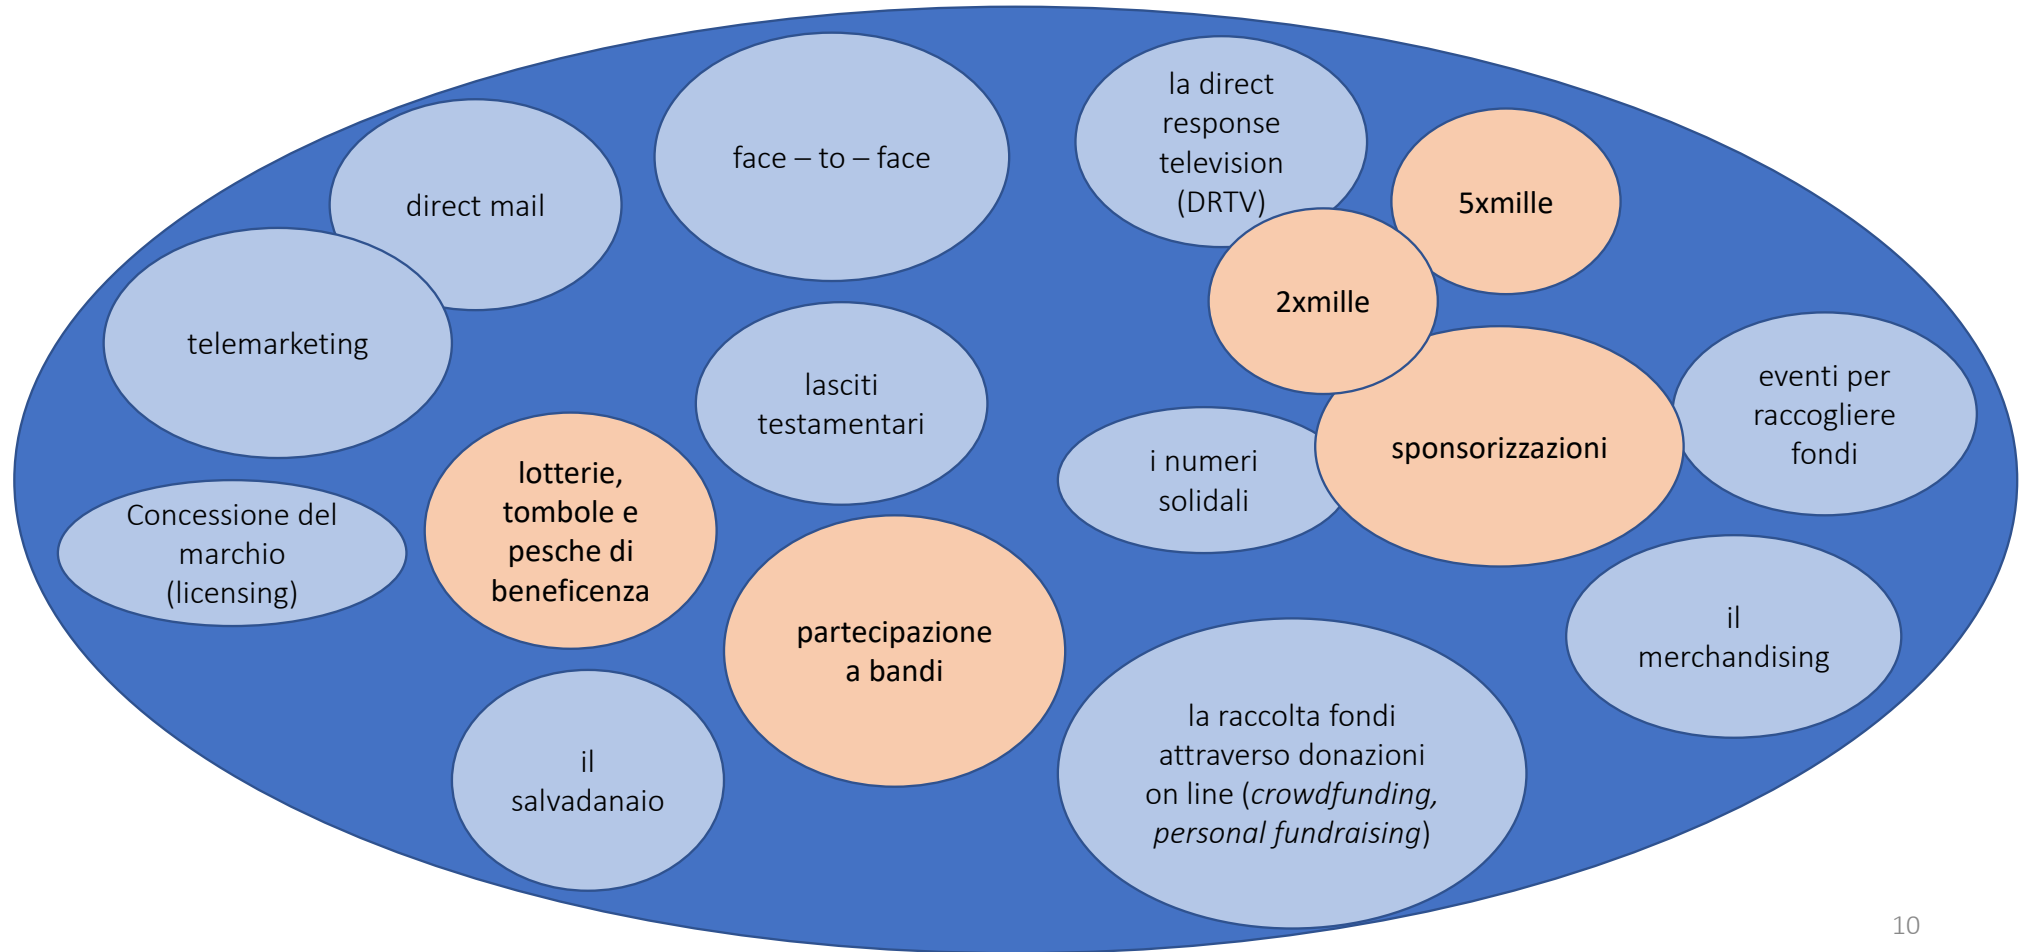 la direct
response
television
(DRTV)
face – to – face
5xmille
direct mail
2xmille
telemarketing
lasciti
testamentari
eventi per
raccogliere
fondi
sponsorizzazioni
i numeri
solidali
lotterie,
tombole e
pesche di
beneficenza
Concessione del
marchio
(licensing)
partecipazione
a bandi
il
merchandising
il
salvadanaio
la raccolta fondi
attraverso donazioni
on line (crowdfunding,
personal fundraising)
10